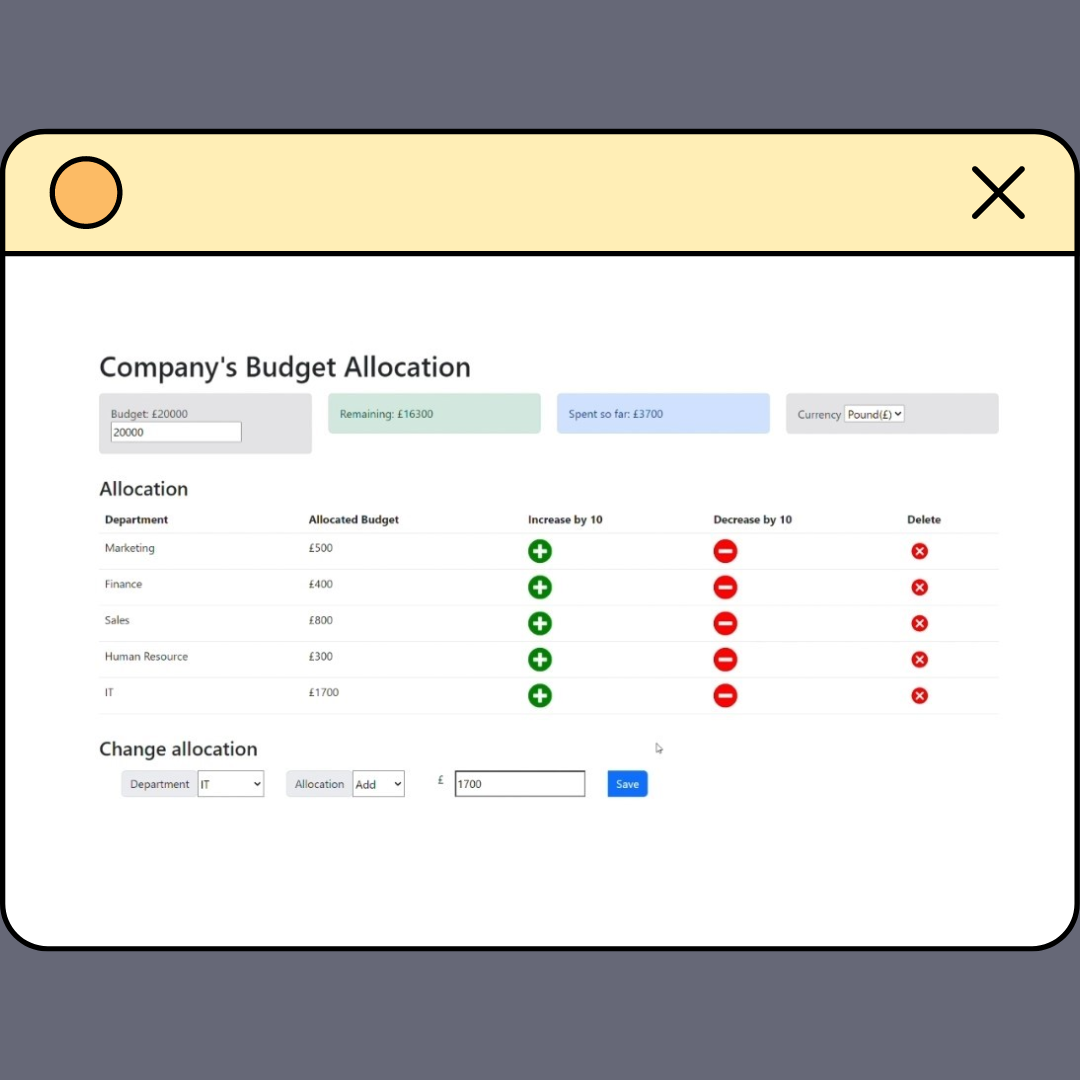 Company's Budget Allocation
Budget: £20000
20000
Remaining: £16300
Spent so far: £3700
Currency Pound(£)
Allocation
Department Allocated Budget Increase by 10 Decrease by 10 Delete
Marketing £500
Finance £400
Sales £800
Human Resource £300
IT £1700
Change allocation
Department IT Allocation Add £ 1700 Save